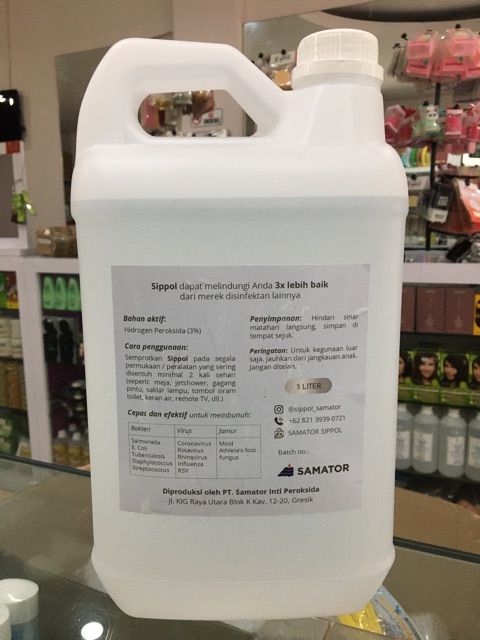 Sippol dapat melindungi Anda 3x lebih baik
dari merek disinfektan lainnya
Bahan aktif:
Hidrogen Peroksida (3%)
Cara penggunaan:
Semprotkan Sippol pada segala
permukaan / peralatan yang sering
disentuh minimal 2 kali sehari
(seperti: meja, jetshower, gagang
pintu, saklar lampu, tombol siram
toilet, keran air, remote TV, dll.)
Cepas dan efektif untuk membunuh:
Bakteri
Salmonella
E. Coli
Tuberculosis
Staphylococcus
Streptococcus
Virus
Coronavirus
Rotavirus
Rhinovirus
Influenza
RSV
Jamur
Mold
Athlete's foot
fungus
Penyimpanan: Hindari sinar
matahari langsung, simpan di
tempat sejuk.
Peringatan: Untuk kegunaan luar
saja. Jauhkan dari jangkauan anak.
Jangan ditelan.
5 LITER
@sippol_samator
+62 821 3939 0721
SAMATOR SIPPOL
Batch no.:
SAMATOR
Diproduksi oleh PT. Samator Inti Peroksida
Jl. KIG Raya Utara Blok K Kav. 12-20, Gresik